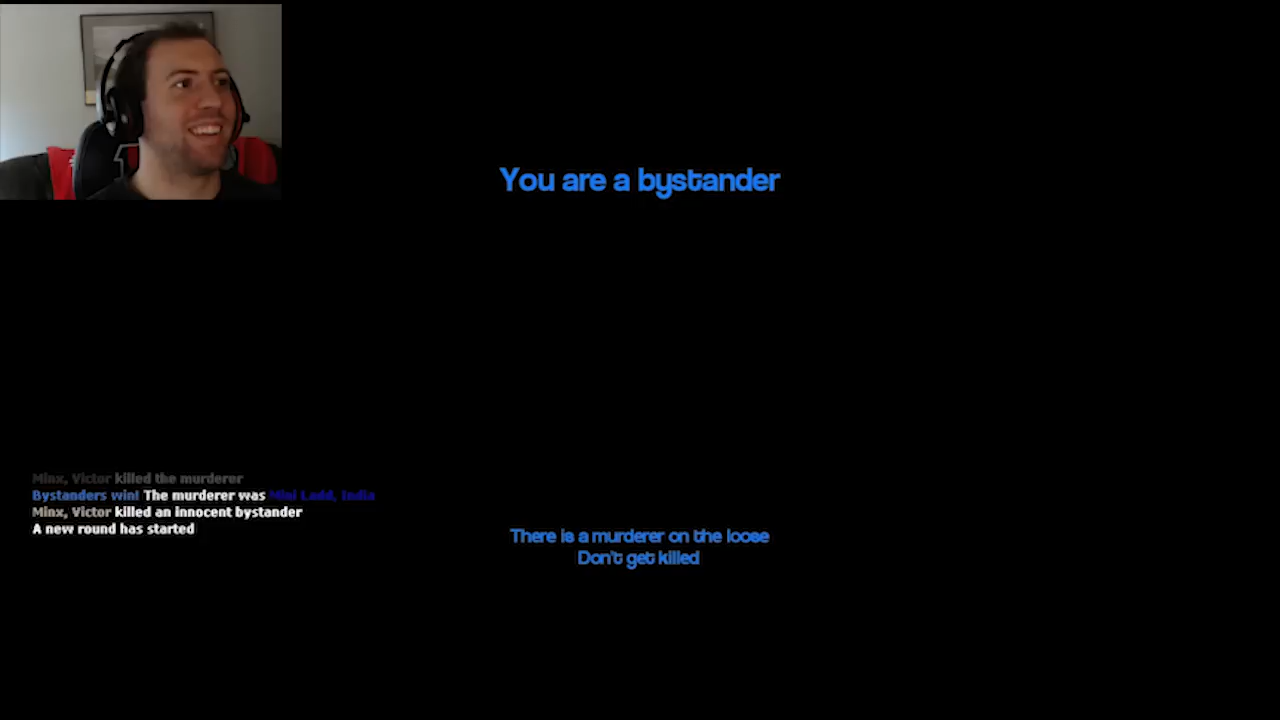 You are a bystander
Minx, Victor killed the murderer
Bystanders win! The murderer was Mini Ladd, India
Minx, Victor killed an innocent bystander
A new round has started
There is a murderer on the loose
Don't get killed